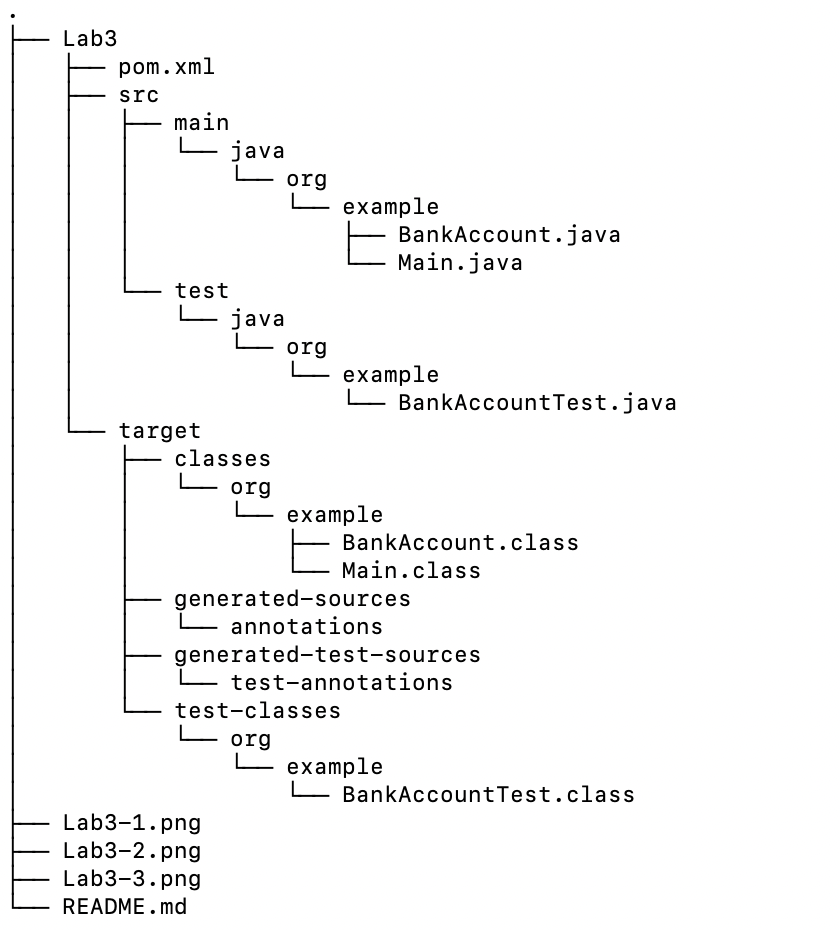 .
├── Lab3
│   ├── pom.xml
│   ├── src
│   │   ├── main
│   │   │   └── java
│   │   │       └── org
│   │   │           └── example
│   │   │               ├── BankAccount.java
│   │   │               └── Main.java
│   │   └── test
│   │       └── java
│   │           └── org
│   │               └── example
│   │                   └── BankAccountTest.java
│   └── target
│       ├── classes
│       │   └── org
│       │       └── example
│       │           ├── BankAccount.class
│       │           └── Main.class
│       ├── generated-sources
│       │   └── annotations
│       ├── generated-test-sources
│       │   └── test-annotations
│       └── test-classes
│           └── org
│               └── example
│                   └── BankAccountTest.class
├── Lab3-1.png
├── Lab3-2.png
├── Lab3-3.png
└── README.md